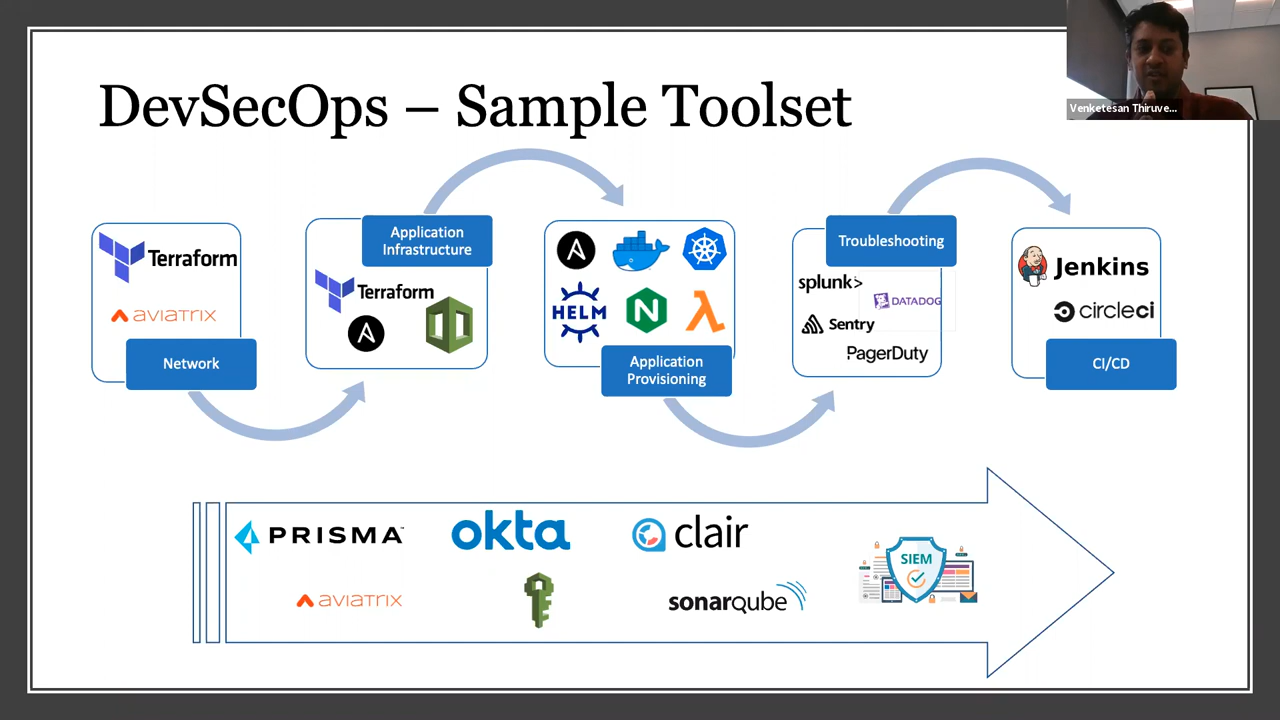 DevSecOps – Sample Toolset
Venketesan Thiruve...
Terraform
AVIATRIX
Network
Application
Infrastructure
Terraform
A
A
HELM
N
λ
Application
Provisioning
Troubleshooting
splunk>
DATADOG
Sentry
PagerDuty
Jenkins
circleci
CI/CD
PRISMA™
okta
clair
SIEM
AVIATRIX
sonarqube